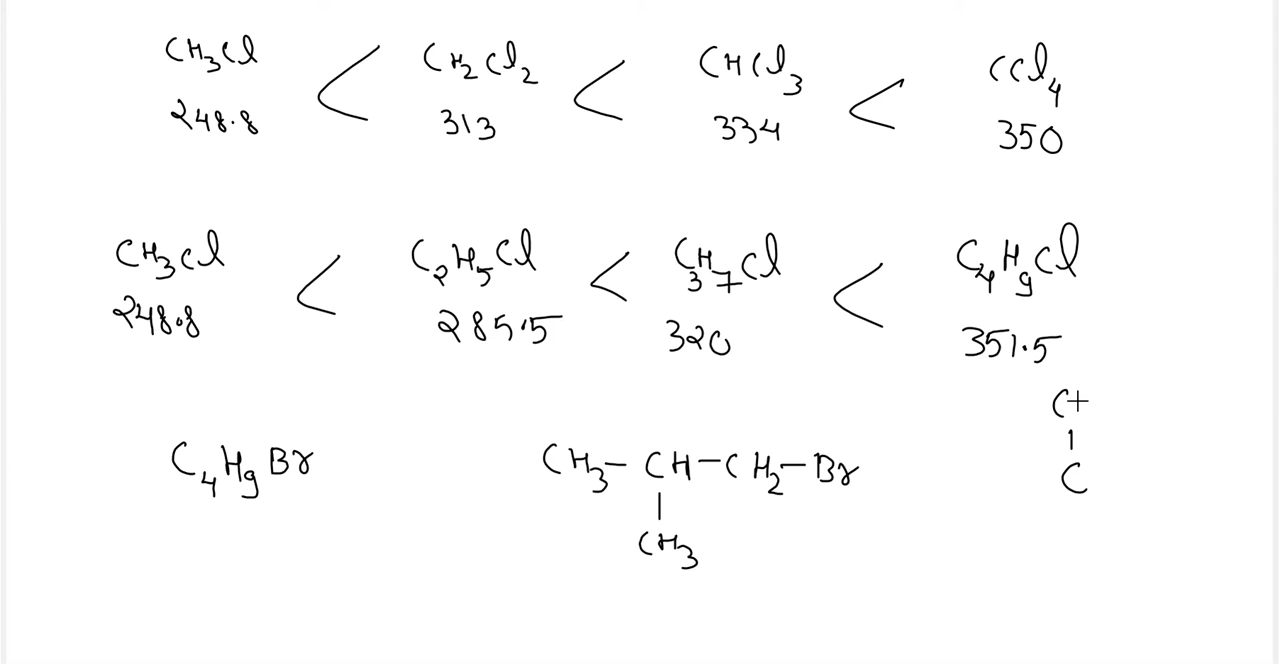 CH₃Cl < CH₂Cl₂ < CHCl₃ < CCl₄
248.8 313 334 350
CH₃Cl < C₂H₅Cl < C₃H₇Cl < C₄H₉Cl
248.8 285.5 320 351.5
C₄H₉Br CH₃-CH-CH₂-Br
|
CH₃
C+
|
C